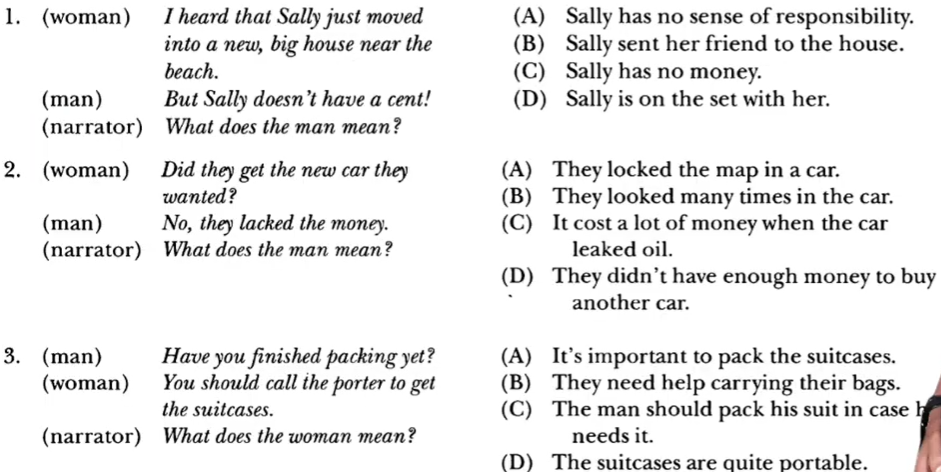 1. (woman) I heard that Sally just moved
into a new, big house near the
beach.
(man) But Sally doesn't have a cent!
(narrator) What does the man mean?
(A) Sally has no sense of responsibility.
(B) Sally sent her friend to the house.
(C) Sally has no money.
(D) Sally is on the set with her.
2. (woman) Did they get the new car they
wanted?
(man) No, they lacked the money.
(narrator) What does the man mean?
(A) They locked the map in a car.
(B) They looked many times in the car.
(C) It cost a lot of money when the car
leaked oil.
(D) They didn't have enough money to buy
another car.
3. (man) Have you finished packing yet?
(woman) You should call the porter to get
the suitcases.
(narrator) What does the woman mean?
(A) It's important to pack the suitcases.
(B) They need help carrying their bags.
(C) The man should pack his suit in case
needs it.
(D) The suitcases are quite portable.